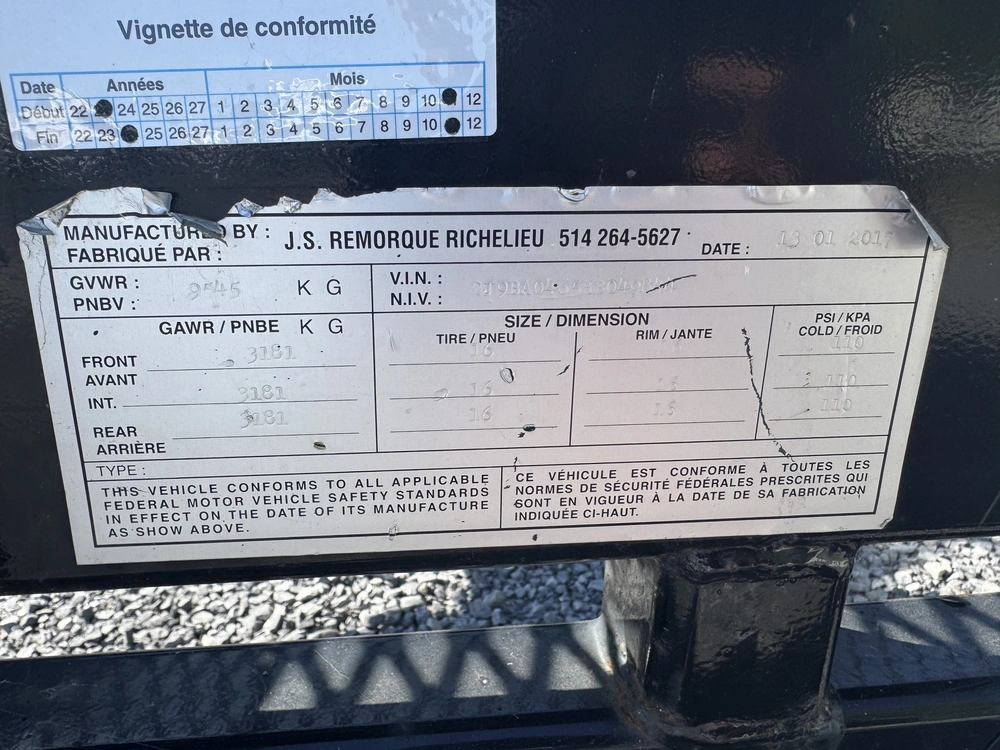 Vignette de conformité
Date Années Mois
Début 22 24 25 26 27 1 2 3 4 5 6 7 8 9 10 12
Fin 22 23 25 26 27 1 2 3 4 5 6 7 8 9 10 12
MANUFACTURED BY :
FABRIQUÉ PAR :
J.S. REMORQUE RICHELIEU 514 264-5627
DATE : 13 01 2017
GVWR :
PNBV :
9545 KG
V.I.N. :
N.I.V. :
GAWR / PNBE KG
SIZE / DIMENSION
TIRE / PNEU
RIM / JANTE
PSI / KPA
COLD / FROID
FRONT
AVANT
3181 16 110
INT. 3181 16 16 110
REAR
ARRIÈRE
3181 16 16 110
TYPE :
THIS VEHICLE CONFORMS TO ALL APPLICABLE
FEDERAL MOTOR VEHICLE SAFETY STANDARDS
IN EFFECT ON THE DATE OF ITS MANUFACTURE
AS SHOW ABOVE.
CE VÉHICULE EST CONFORME À TOUTES LES
NORMES DE SÉCURITÉ FÉDÉRALES PRESCRITES QUI
SONT EN VIGUEUR À LA DATE DE SA FABRICATION
INDIQUÉE CI-HAUT.